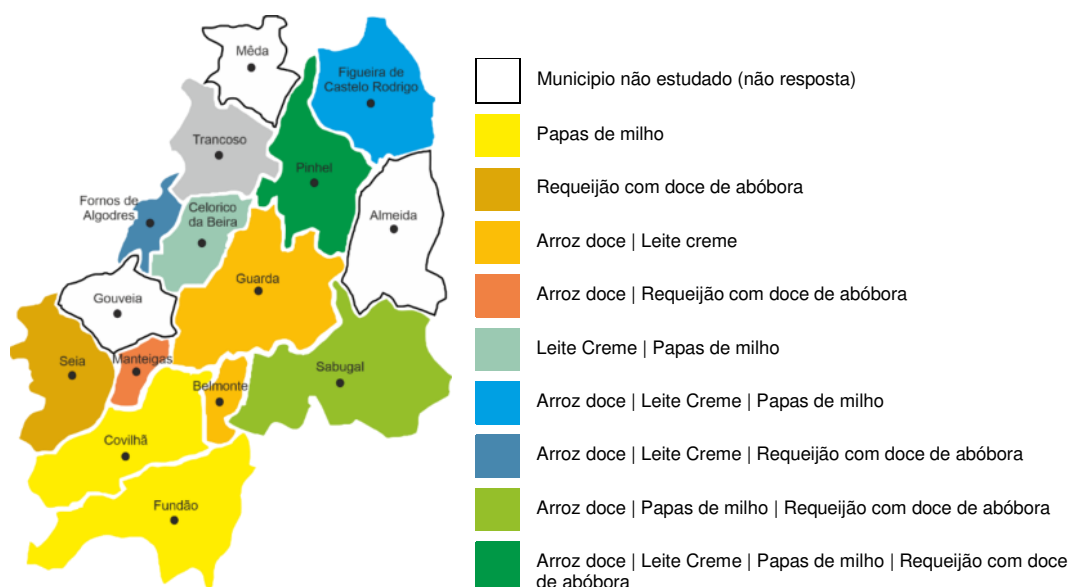 Mêda
Figueira de
Castelo Rodrigo
Trancoso
Pinhel
Fornos de
Algodres
Celorico
da Beira
Almeida
Guarda
Gouveia
Seia
Manteigas
Belmonte
Sabugal
Covilhã
Fundão
Municipio não estudado (não resposta)
Papas de milho
Requeijão com doce de abóbora
Arroz doce | Leite creme
Arroz doce | Requeijão com doce de abóbora
Leite Creme | Papas de milho
Arroz doce | Leite Creme | Papas de milho
Arroz doce | Leite Creme | Requeijão com doce de abóbora
Arroz doce | Papas de milho | Requeijão com doce de abóbora
Arroz doce | Leite Creme | Papas de milho | Requeijão com doce
de abóbora